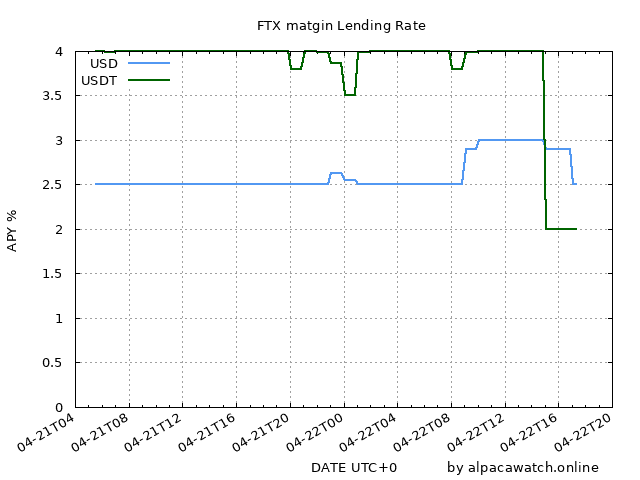 FTX matgin Lending Rate
USD
USDT
4
3.5
3
2.5
2
1.5
1
0.5
0
APY %
04-21T04
04-21T08
04-21T12
04-21T16
04-21T20
04-22T00
04-22T04
04-22T08
04-22T12
04-22T16
04-22T20
DATE UTC+0
by alpacawatch.online